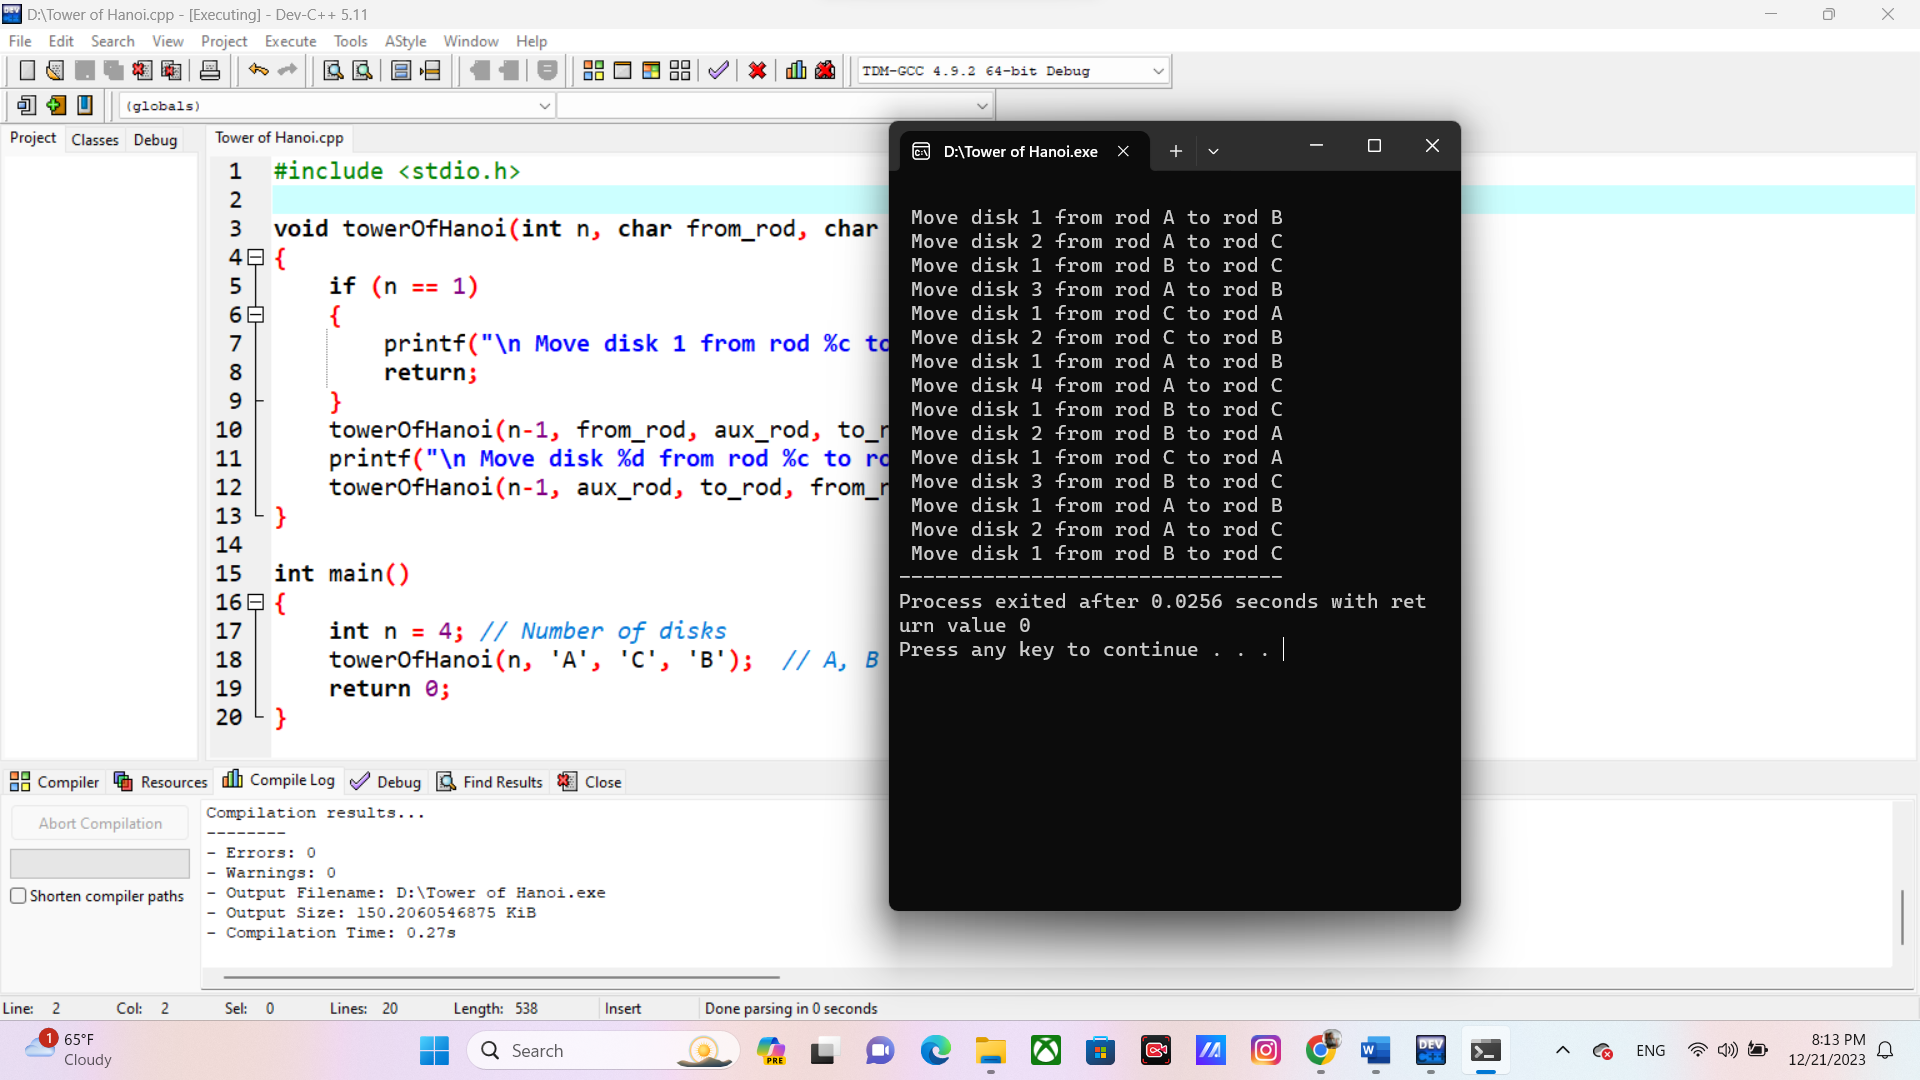 D:\Tower of Hanoi.cpp - [Executing] - Dev-C++ 5.11
File Edit Search View Project Execute Tools AStyle Window Help
TDM-GCC 4.9.2 64-bit Debug
(globals)
Project Classes Debug
Tower of Hanoi.cpp
1 #include <stdio.h>
2
3 void towerOfHanoi(int n, char from_rod, char
4 {
5 if (n == 1)
6 {
7 printf("\n Move disk 1 from rod %c to
8 return;
9 }
10 towerOfHanoi(n-1, from_rod, aux_rod, to_r
11 printf("\n Move disk %d from rod %c to ro
12 towerOfHanoi(n-1, aux_rod, to_rod, from_r
13 }
14
15 int main()
16 {
17 int n = 4; // Number of disks
18 towerOfHanoi(n, 'A', 'C', 'B'); // A, B
19 return 0;
20 }
D:\Tower of Hanoi.exe
Move disk 1 from rod A to rod B
Move disk 2 from rod A to rod C
Move disk 1 from rod B to rod C
Move disk 3 from rod A to rod B
Move disk 1 from rod C to rod A
Move disk 2 from rod C to rod B
Move disk 1 from rod A to rod B
Move disk 4 from rod A to rod C
Move disk 1 from rod B to rod C
Move disk 2 from rod B to rod A
Move disk 1 from rod C to rod A
Move disk 3 from rod B to rod C
Move disk 1 from rod A to rod B
Move disk 2 from rod A to rod C
Move disk 1 from rod B to rod C
--------------------------------
Process exited after 0.0256 seconds with ret
urn value 0
Press any key to continue . . .
Compiler Resources Compile Log Debug Find Results Close
Abort Compilation
Shorten compiler paths
Compilation results...
--------
- Errors: 0
- Warnings: 0
- Output Filename: D:\Tower of Hanoi.exe
- Output Size: 150.2060546875 KiB
- Compilation Time: 0.27s
Line: 2 Col: 2 Sel: 0 Lines: 20 Length: 538 Insert Done parsing in 0 seconds
1
65°F
Cloudy
Search
PRE
DEV
C++
ENG
8:13 PM
12/21/2023